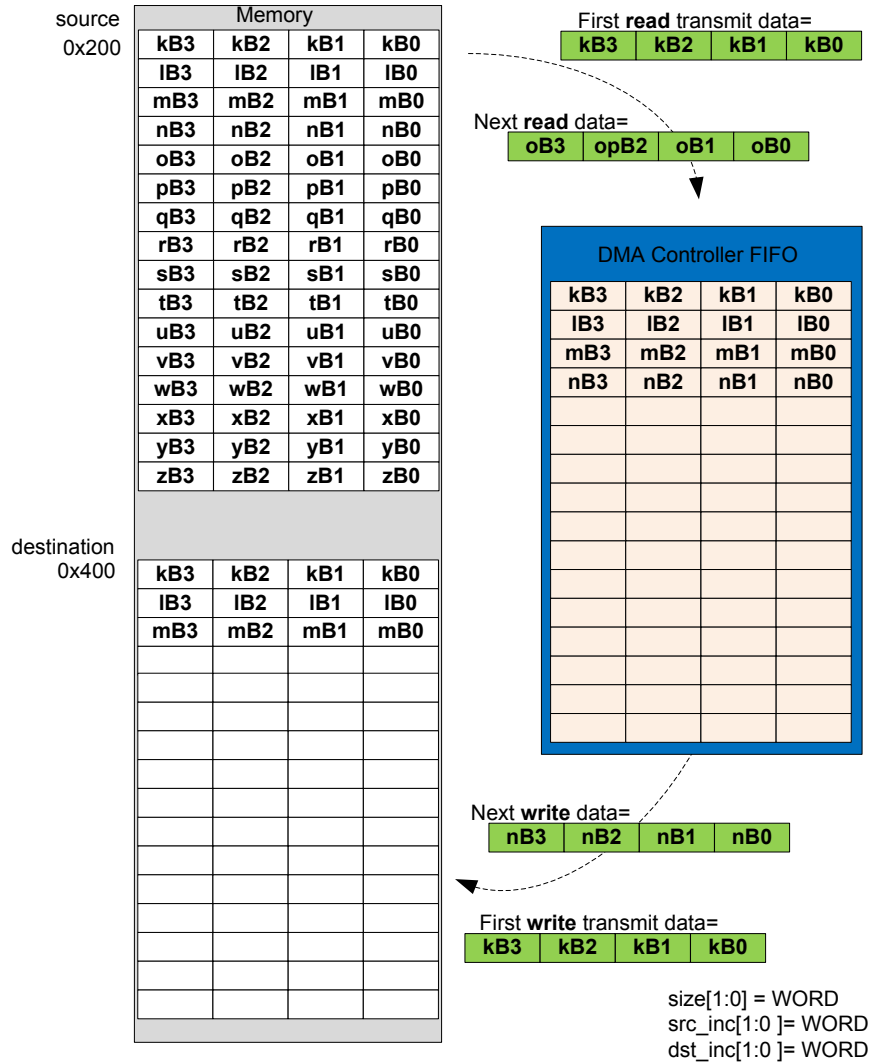 source
0x200
Memory
kB3 kB2 kB1 kB0
lB3 lB2 lB1 lB0
mB3 mB2 mB1 mB0
nB3 nB2 nB1 nB0
oB3 oB2 oB1 oB0
pB3 pB2 pB1 pB0
qB3 qB2 qB1 qB0
rB3 rB2 rB1 rB0
sB3 sB2 sB1 sB0
tB3 tB2 tB1 tB0
uB3 uB2 uB1 uB0
vB3 vB2 vB1 vB0
wB3 wB2 wB1 wB0
xB3 xB2 xB1 xB0
yB3 yB2 yB1 yB0
zB3 zB2 zB1 zB0
destination
0x400
kB3 kB2 kB1 kB0
lB3 lB2 lB1 lB0
mB3 mB2 mB1 mB0
First read transmit data=
kB3 kB2 kB1 kB0
Next read data=
oB3 opB2 oB1 oB0
DMA Controller FIFO
kB3 kB2 kB1 kB0
lB3 lB2 lB1 lB0
mB3 mB2 mB1 mB0
nB3 nB2 nB1 nB0
Next write data=
nB3 nB2 nB1 nB0
First write transmit data=
kB3 kB2 kB1 kB0
size[1:0] = WORD
src_inc[1:0 ]= WORD
dst_inc[1:0 ]= WORD